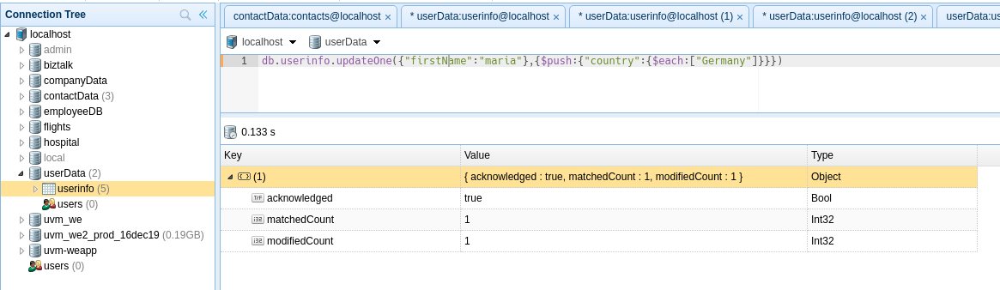 Connection Tree
localhost
admin
biztalk
companyData
contactData (3)
employeeDB
flights
hospital
local
userData (2)
userinfo (5)
users (0)
uvm_we
uvm_we2_prod_16dec19 (0.19GB)
uvm-weapp
users (0)
contactData:contacts@localhost × * userData:userinfo@localhost × * userData:userinfo@localhost (1) × * userData:userinfo@localhost (2) × userData:us
localhost userData
1 db.userinfo.updateOne({"firstName":"maria"},{$push:{"country":{$each:["Germany"]}}})
0.133 s
Key Value Type
(1) { acknowledged : true, matchedCount : 1, modifiedCount : 1 } Object
T/F acknowledged true Bool
i32 matchedCount 1 Int32
i32 modifiedCount 1 Int32